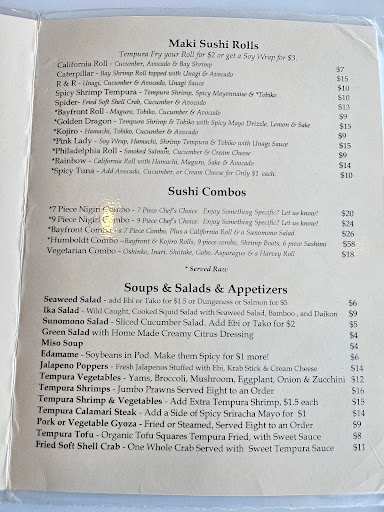 Maki Sushi Rolls
Tempura Fry your Roll for $2 or get a Soy Wrap for $3.
California Roll - Cucumber, Avocado & Bay Shrimp $7
Caterpillar - Bay Shrimp Roll topped with Unagi & Avocado $15
R & R - Unagi, Cucumber & Avocado $10
Spicy Shrimp Tempura - Tempura Shrimp, Spicy Mayonnaise & *Tobiko $10
Spider- Fried Soft Shell Crab, Cucumber & Avocado $13
*Bayfront Roll - Maguro, Tobiko, Cucumber & Avocado $9
*Golden Dragon - Tempura Shrimp & Tobiko with Spicy Mayo Drizzle, Lemon & Sake $15
*Kojiro - Hamachi, Tobiko, Cucumber & Avocado $9
*Pink Lady - Soy Wrap, Hamachi, Shrimp Tempura & Tobiko with Unagi Sauce $15
*Philadelphia Roll - Smoked Salmon, Cucumber & Cream Cheese $9
*Rainbow - California Roll with Hamachi, Maguro, Sake & Avocado $14
*Spicy Tuna - Add Avocado, Cucumber, or Cream Cheese for Only $1 each. $10
Sushi Combos
*7 Piece Nigiri Combo - 7 Piece Chef's Choice. Enjoy Something Specific? Let us know! $20
*9 Piece Nigiri Combo - 9 Piece Chef's Choice. Enjoy Something Specific? Let us know! $24
*Bayfront Combo - 7 Piece Combo, Plus a California Roll & a Sunomono Salad $26
*Humboldt Combo -Bayfront & Kojiro Rolls, 9 piece combo, Shrimp Boats, 6 piece Sashimi $58
Vegetarian Combo - Oshinko, Inari, Shiitake, Gobo, Asparagus & a Harvey Roll $18
* Served Raw
Soups & Salads & Appetizers
Seaweed Salad - add Ebi or Tako for $1.5 or Dungeness or Salmon for $5 $6
Ika Salad - Wild Caught, Cooked Squid Salad with Seaweed Salad, Bamboo, and Daikon $9
Sunomono Salad - Sliced Cucumber Salad. Add Ebi or Tako for $2 $5
Green Salad with Home Made Creamy Citrus Dressing $4
Miso Soup $4
Edamame - Soybeans in Pod. Make them Spicy for $1 more! $6
Jalapeno Poppers - Fresh Jalapenos Stuffed with Ebi, Krab Stick & Cream Cheese $14
Tempura Vegetables - Yams, Broccoli, Mushroom, Eggplant, Onion & Zucchini $12
Tempura Shrimps - Jumbo Prawns Served Eight to an Order $16
Tempura Shrimp & Vegetables - Add Extra Tempura Shrimp, $1.5 each $15
Tempura Calamari Steak - Add a Side of Spicy Sriracha Mayo for $1 $14
Pork or Vegetable Gyoza - Fried or Steamed, Served Eight to an Order $9
Tempura Tofu - Organic Tofu Squares Tempura Fried, with Sweet Sauce $8
Fried Soft Shell Crab - One Whole Crab Served with Sweet Tempura Sauce $11